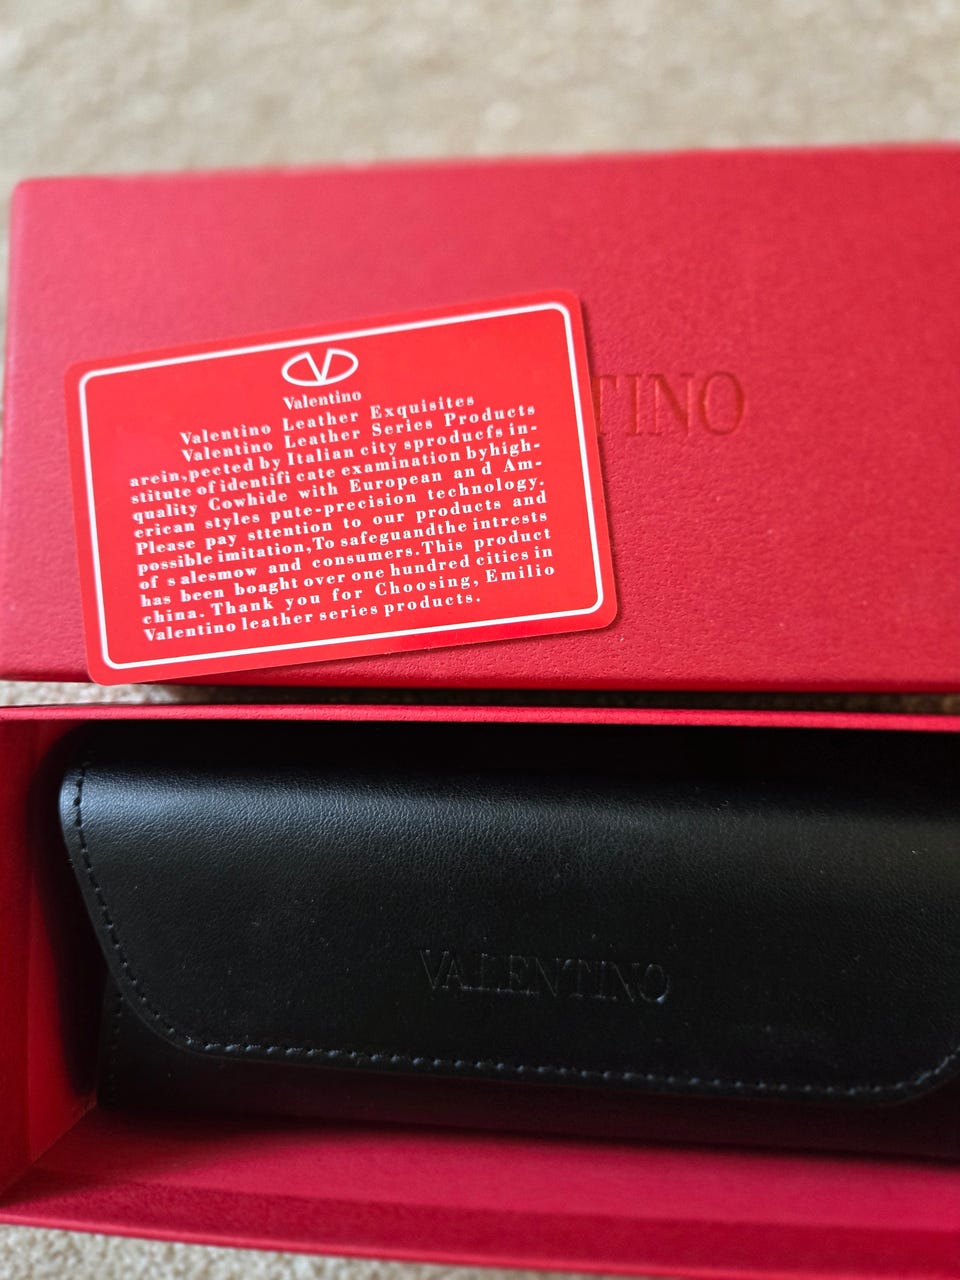 Valentino
Valentino Leather Exquisites
Valentino Leather Series Products
arein,pected by Italian city sproducfs in-
stitute of identifi cate examination byhigh-
quality Cowhide with European an d Am-
erican styles pute-precision technology.
Please pay sttention to our products and
possible imitation,To safeguandthe intrests
of salesmow and consumers.This product
has been boaght over one hundred cities in
china. Thank you for Choosing, Emilio
Valentino leather series products.
TINO
VALENTINO